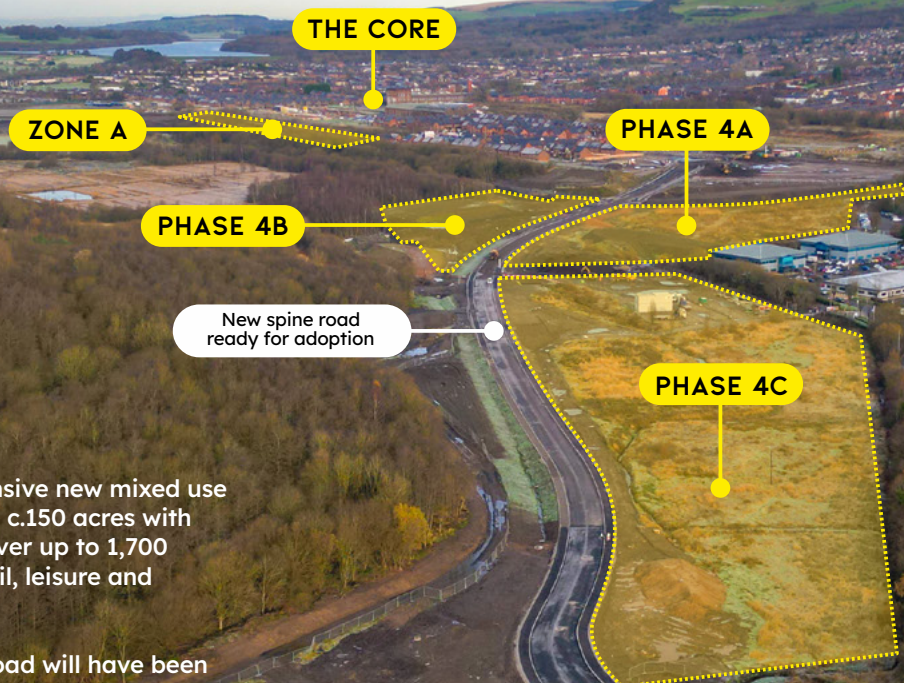 THE CORE
ZONE A
PHASE 4A
PHASE 4B
New spine road
ready for adoption
PHASE 4C
nsive new mixed use
c.150 acres with
ver up to 1,700
il, leisure and
oad will have been